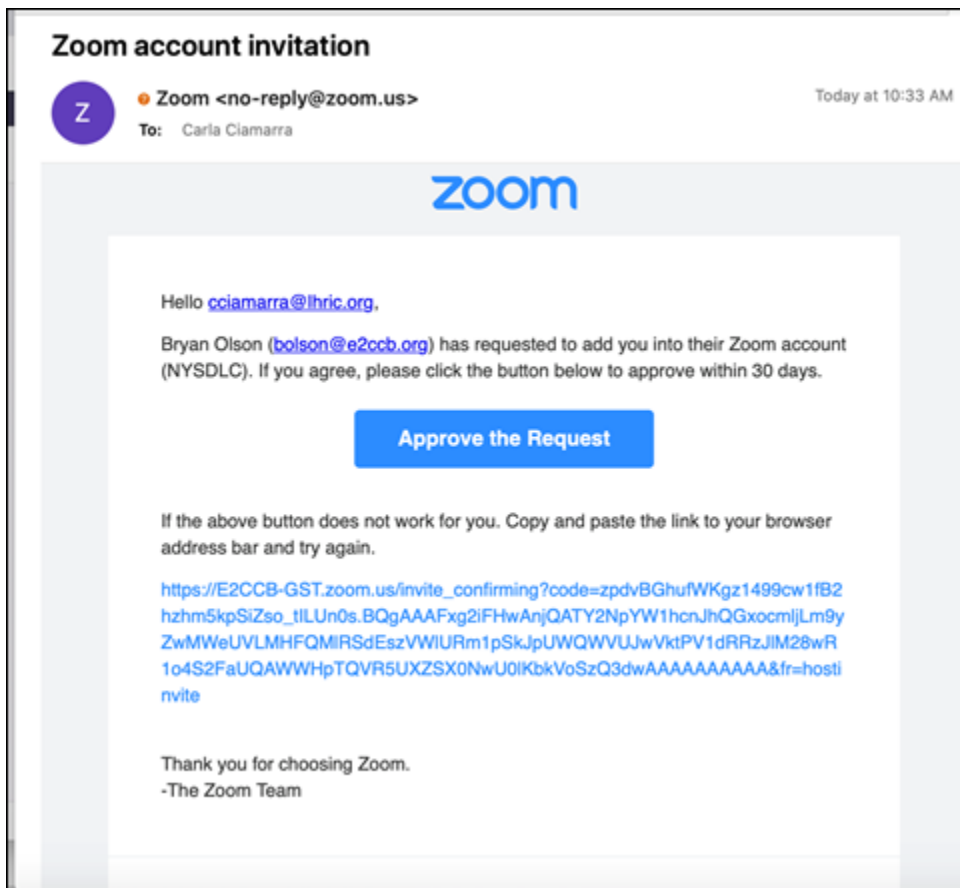 Zoom account invitation
Z
Zoom <no-reply@zoom.us>
Today at 10:33 AM
To: Carla Ciamarra
zoom
Hello cciamarra@lhric.org,
Bryan Olson (bolson@e2ccb.org) has requested to add you into their Zoom account
(NYSDLC). If you agree, please click the button below to approve within 30 days.
Approve the Request
If the above button does not work for you. Copy and paste the link to your browser
address bar and try again.
https://E2CCB-GST.zoom.us/invite_confirming?code=zpdvBGhufWKgz1499cw1fB2
hzhm5kpSiZso_tlLUn0s.BQgAAAFxg2iFHwAnjQATY2NpYW1hcnJhQGxocmljLm9y
ZwMWeUVLMHFQMlRSdEszVWlURm1pSkJpUWQWVUJwVktPV1dRRzJlM28wR
1o4S2FaUQAWWHpTQVR5UXZSX0NwU0lKbkVoSzQ3dwAAAAAAAAAA&fr=hosti
nvite
Thank you for choosing Zoom.
-The Zoom Team